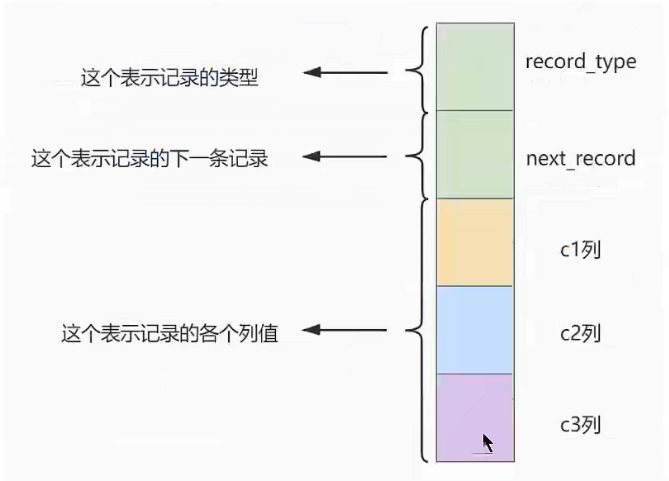 record_type
这个表示记录的类型
next_record
这个表示记录的下一条记录
c1列
这个表示记录的各个列值
c2列
c3列